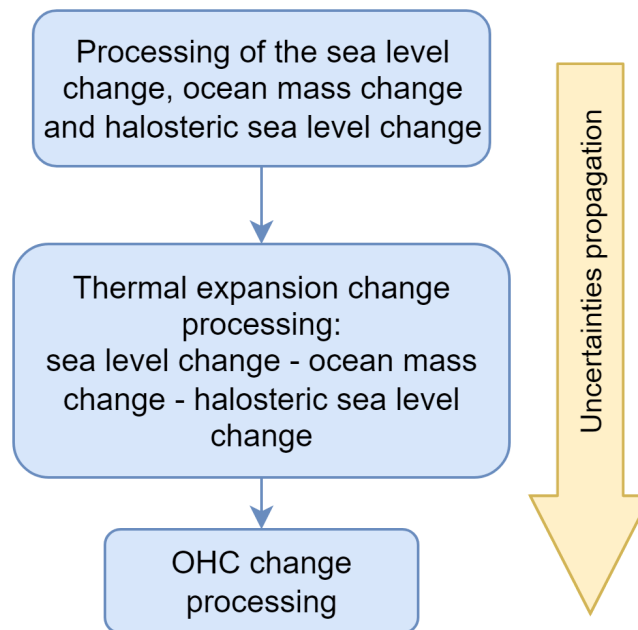 Processing of the sea level
change, ocean mass change
and halosteric sea level change
Thermal expansion change
processing:
sea level change - ocean mass
change - halosteric sea level
change
OHC change
processing
Uncertainties propagation